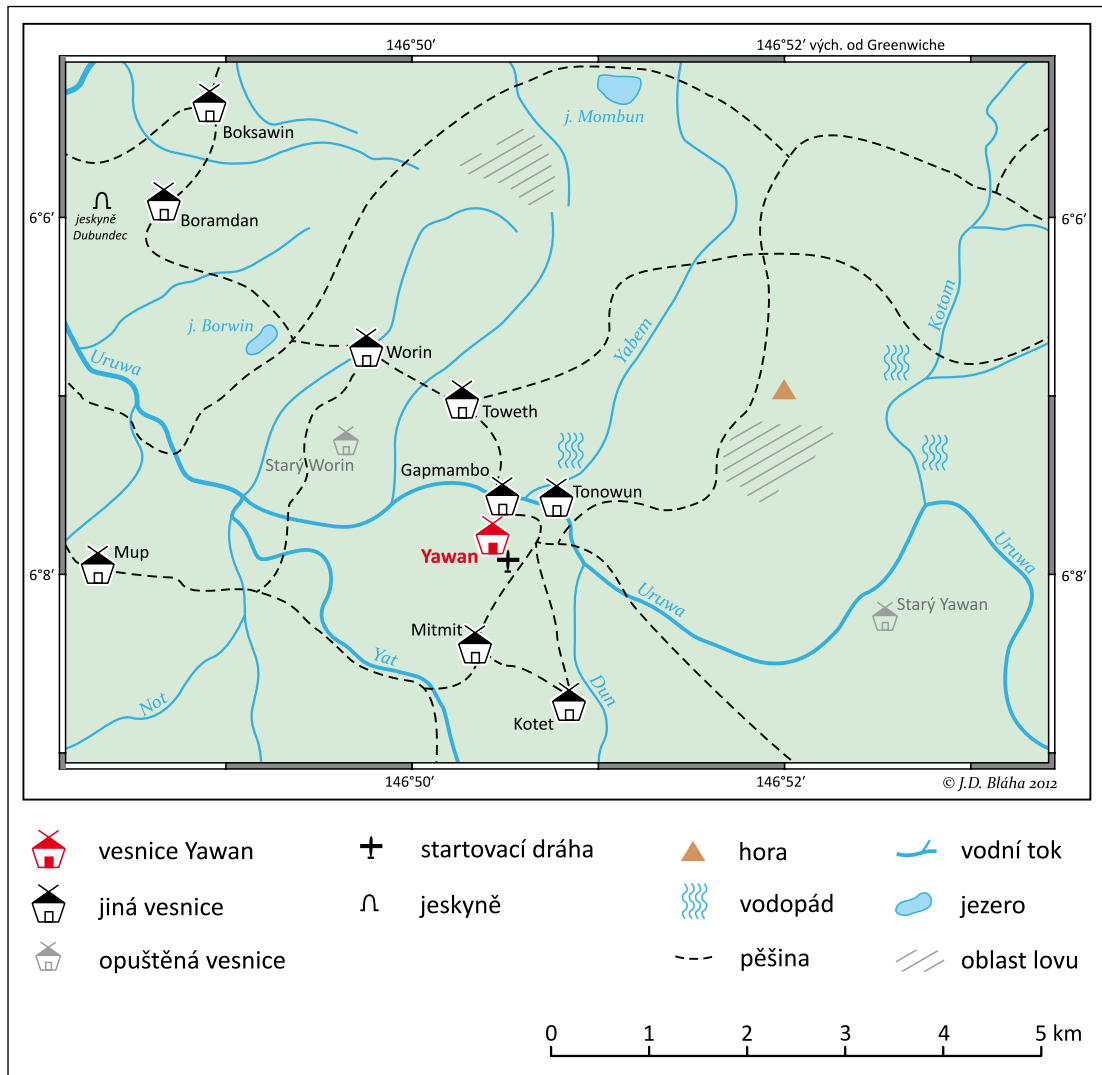 146°50′
146°52′ vých. od Greenwiche
j. Mombun
Boksawin
6°6′
jeskyně
Dubundec
Boramdan
6°6′
j. Borwin
Uruwa
Worin
Yabem
Kotom
Toweth
Starý Worin
Gapmambo
Tonowun
Yawan
Mup
6°8′
Uruwa
Uruwa
6°8′
Starý Yawan
Mitmit
Yat
Not
Dun
Kotet
146°50′
146°52′
© J.D. Bláha 2012
vesnice Yawan
startovací dráha
hora
vodní tok
jiná vesnice
jeskyně
vodopád
jezero
opuštěná vesnice
pěšina
oblast lovu
0 1 2 3 4 5 km